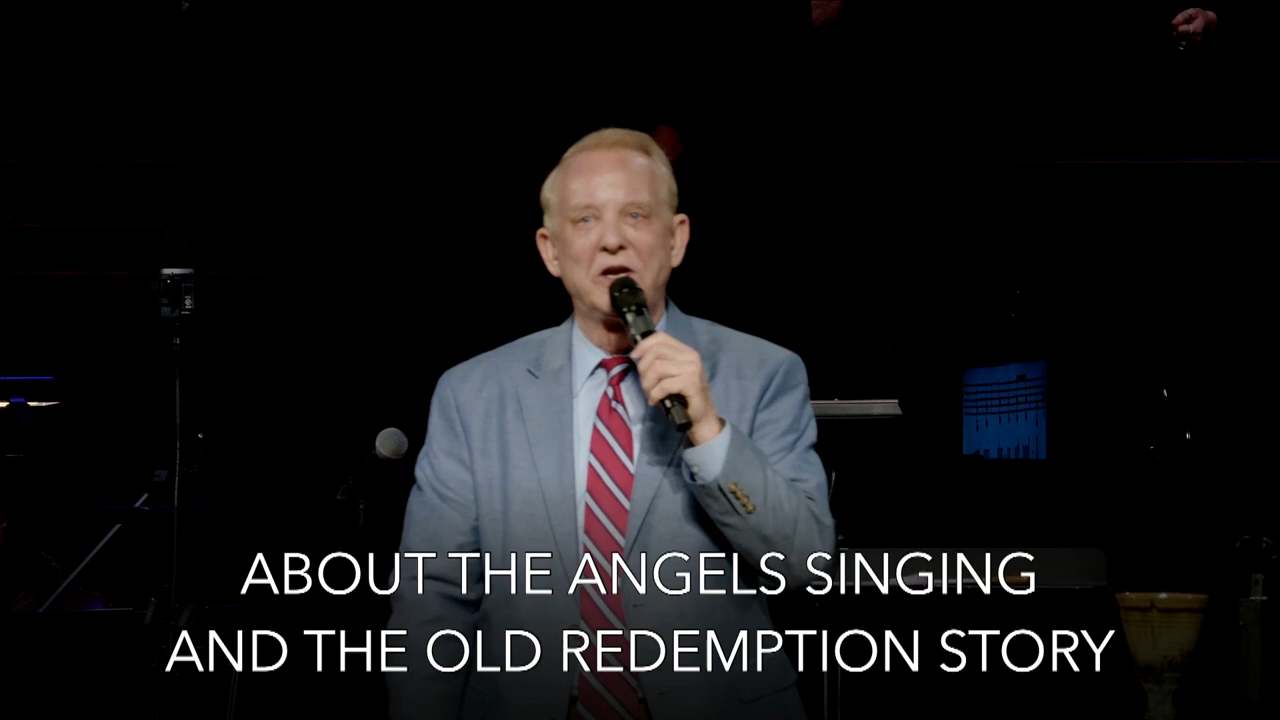 ABOUT THE ANGELS SINGING
AND THE OLD REDEMPTION STORY